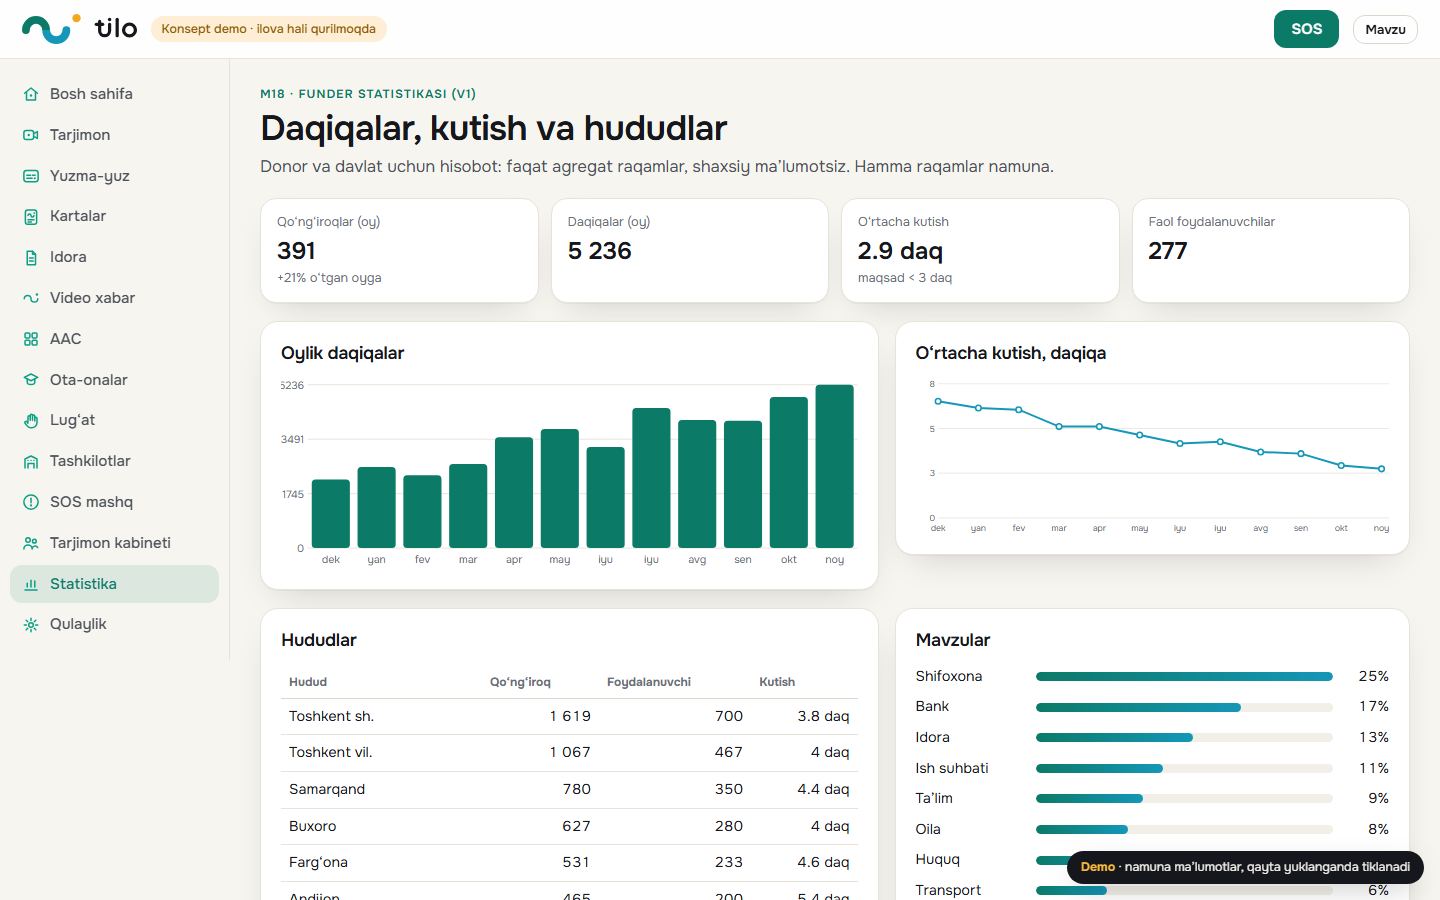 tilo
Konsept demo · ilova hali qurilmoqda
SOS
Mavzu
Bosh sahifa
Tarjimon
Yuzma-yuz
Kartalar
Idora
Video xabar
AAC
Ota-onalar
Lug‘at
Tashkilotlar
SOS mashq
Tarjimon kabineti
Statistika
Qulaylik
M18 · FUNDER STATISTIKASI (V1)
Daqiqalar, kutish va hududlar
Donor va davlat uchun hisobot: faqat agregat raqamlar, shaxsiy ma’lumotsiz. Hamma raqamlar namuna.
Qo‘ng‘iroqlar (oy)
391
+21% o‘tgan oyga
Daqiqalar (oy)
5 236
O‘rtacha kutish
2.9 daq
maqsad < 3 daq
Faol foydalanuvchilar
277
Oylik daqiqalar
5236
3491
1745
0
dek yan fev mar apr may iyu iyu avg sen okt noy
O‘rtacha kutish, daqiqa
8
5
3
0
dek yan fev mar apr may iyu iyu avg sen okt noy
Hududlar
Hudud Qo‘ng‘iroq Foydalanuvchi Kutish
Toshkent sh. 1 619 700 3.8 daq
Toshkent vil. 1 067 467 4 daq
Samarqand 780 350 4.4 daq
Buxoro 627 280 4 daq
Farg‘ona 531 233 4.6 daq
Andijon 465 200 5.4 daq
Mavzular
Shifoxona 25%
Bank 17%
Idora 13%
Ish suhbati 11%
Ta’lim 9%
Oila 8%
Huquq
Transport 6%
Demo · namuna ma’lumotlar, qayta yuklanganda tiklanadi